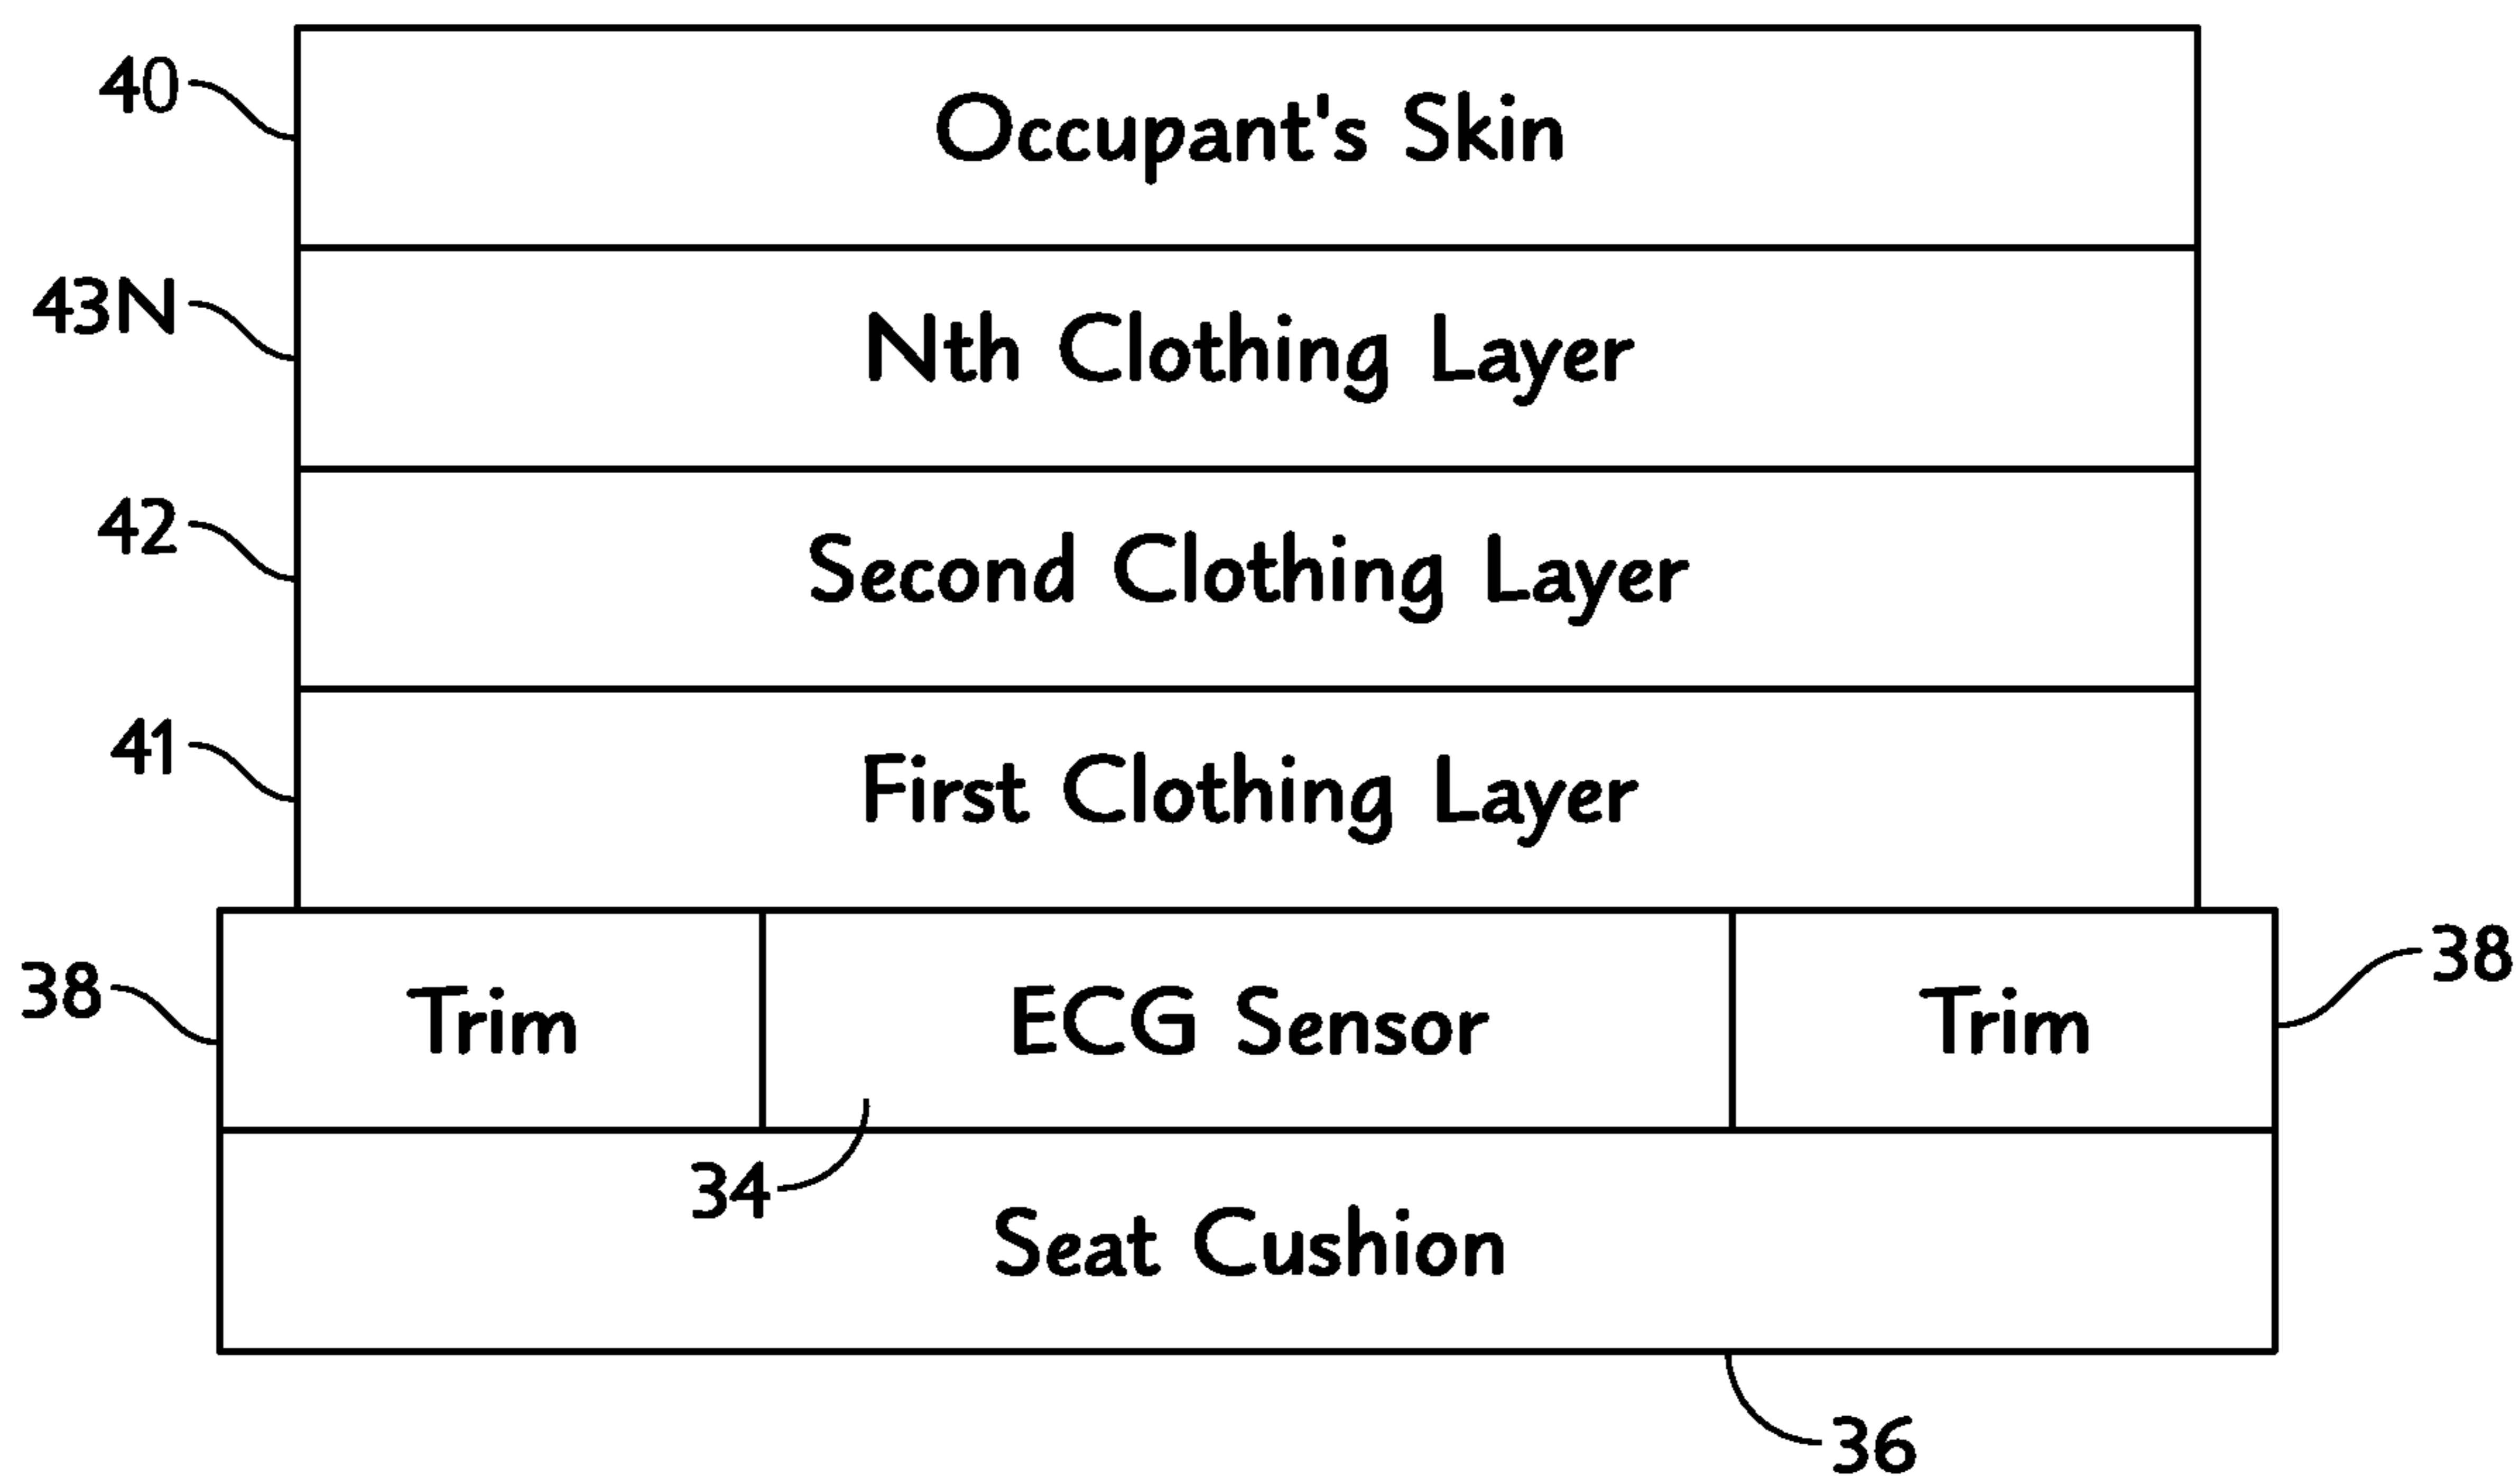 40 Occupant's Skin
43N Nth Clothing Layer
42 Second Clothing Layer
41 First Clothing Layer
38 Trim ECG Sensor Trim 38
34
Seat Cushion
36